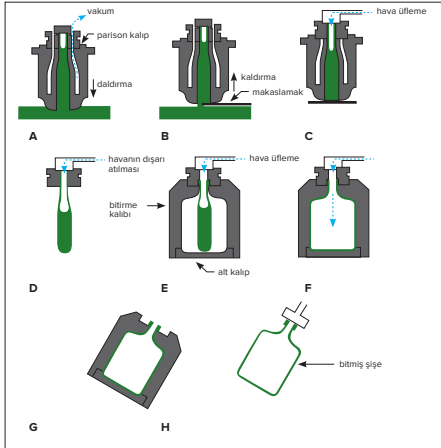 vakum
parison kalıp
daldırma
A
kaldırma
makaslamak
B
hava üfleme
C
havanın dışarı
atılması
D
hava üfleme
bitirme
kalıbı
alt kalıp
E
F
G
H
bitmiş şişe